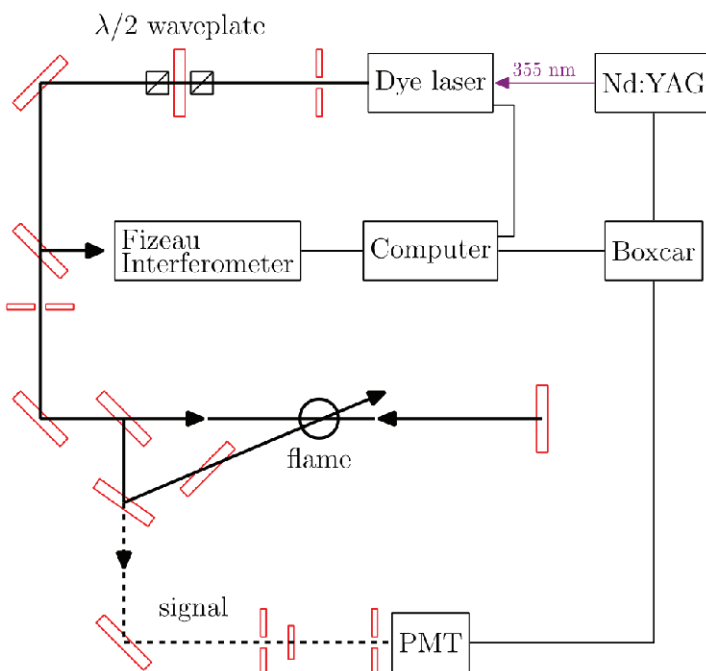 λ/2 waveplate
Dye laser
355 nm
Nd:YAG
Fizeau
Interferometer
Computer
Boxcar
flame
signal
PMT